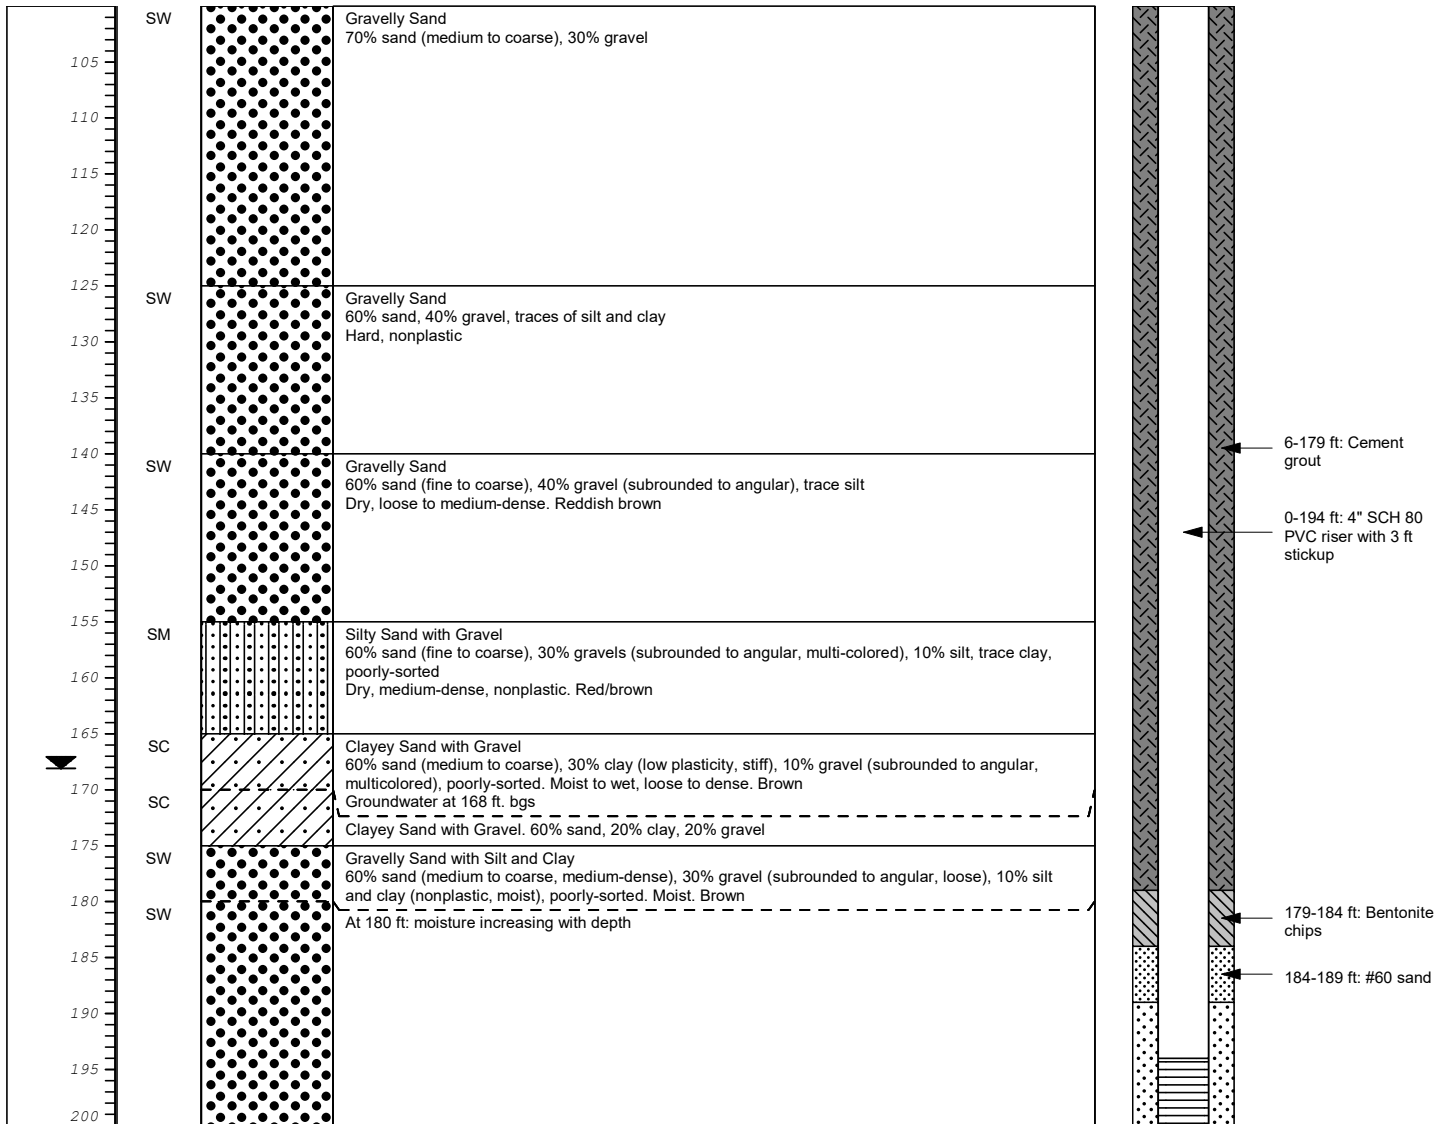 SW
Gravelly Sand
70% sand (medium to coarse), 30% gravel
105
110
115
120
125
SW
Gravelly Sand
60% sand, 40% gravel, traces of silt and clay
Hard, nonplastic
130
135
140
6-179 ft: Cement
grout
SW
Gravelly Sand
60% sand (fine to coarse), 40% gravel (subrounded to angular), trace silt
Dry, loose to medium-dense. Reddish brown
145
0-194 ft: 4" SCH 80
PVC riser with 3 ft
stickup
150
155
SM
Silty Sand with Gravel
60% sand (fine to coarse), 30% gravels (subrounded to angular, multi-colored), 10% silt, trace clay,
poorly-sorted
Dry, medium-dense, nonplastic. Red/brown
160
165
SC
Clayey Sand with Gravel
60% sand (medium to coarse), 30% clay (low plasticity, stiff), 10% gravel (subrounded to angular,
multicolored), poorly-sorted. Moist to wet, loose to dense. Brown
Groundwater at 168 ft. bgs
170
SC
Clayey Sand with Gravel. 60% sand, 20% clay, 20% gravel
175
SW
Gravelly Sand with Silt and Clay
60% sand (medium to coarse, medium-dense), 30% gravel (subrounded to angular, loose), 10% silt
and clay (nonplastic, moist), poorly-sorted. Moist. Brown
180
SW
At 180 ft: moisture increasing with depth
179-184 ft: Bentonite
chips
185
184-189 ft: #60 sand
190
195
200